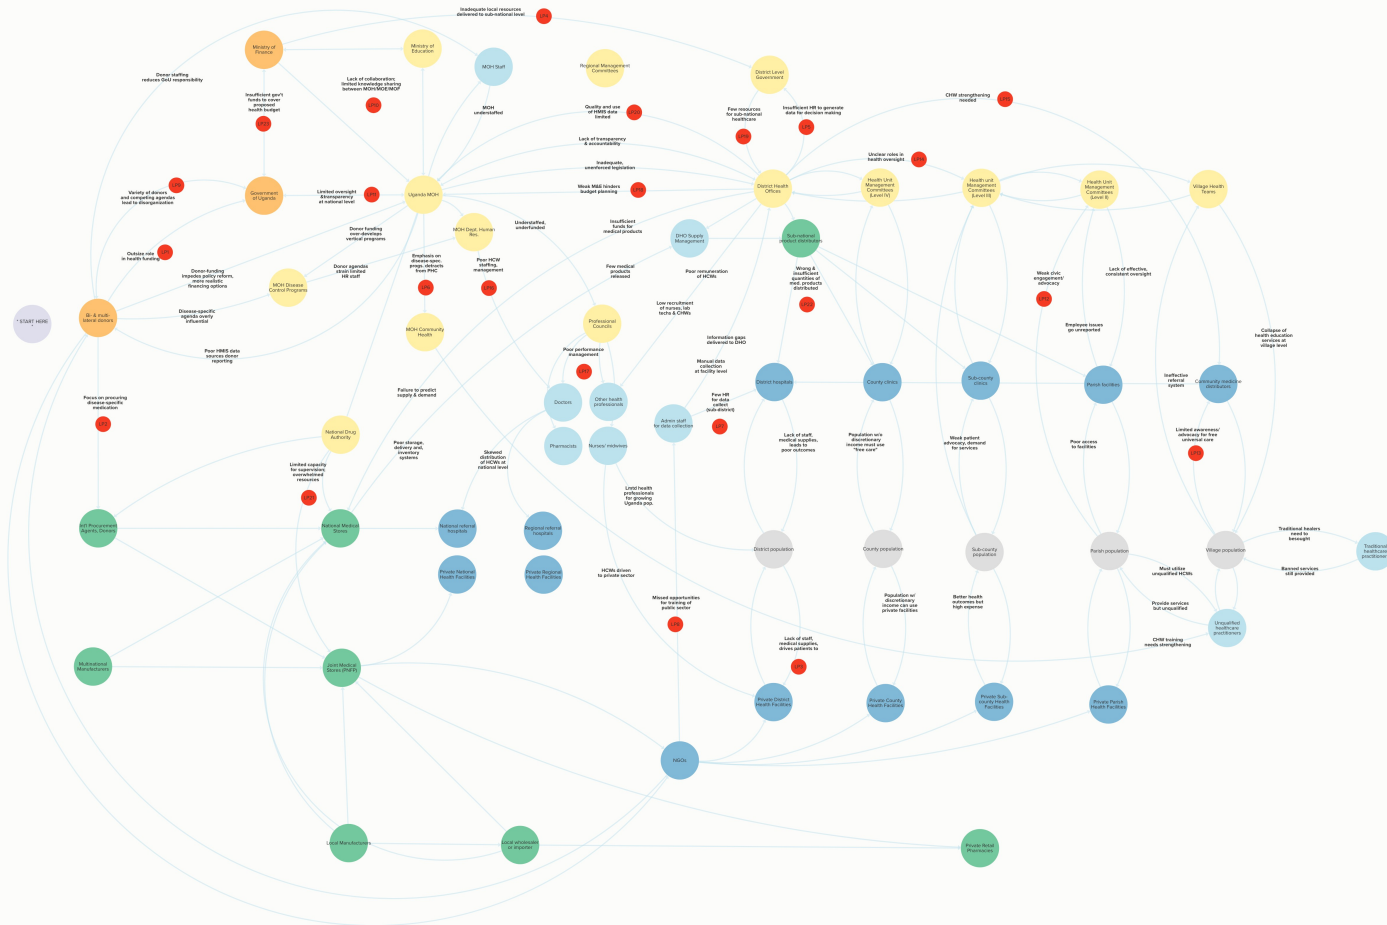 Inadequate local resources
delivered to sub-national level
LP4
Ministry of
Finance
Ministry of
Education
MOH Staff
Regional Management
Committees
District Level
Government
Donor staffing
reduces GoU responsibility
Lack of collaboration;
limited knowledge sharing
between MOH/MOE/MOF
Insufficient gov't
funds to cover
proposed
health budget
MOH
understaffed
Quality and use
of HMIS data
limited
Few resources
for sub-national
healthcare
Insufficient HR to generate
data for decision making
CHW strengthening
needed
Lack of transparency
& accountability
Unclear roles in
health oversight
Inadequate,
unenforced legislation
Variety of donors
and competing agendas
lead to disorganization
Government
of Uganda
Limited oversight
&transparency
at national level
Uganda MOH
Weak M&E hinders
budget planning
District Health
Offices
Health Unit
Management
Committees
(Level IV)
Health unit
Management
Committees
(Level III)
Health Unit
Management
Committees
(Level II)
Village Health
Teams
Donor funding
over-develops
vertical programs
MOH Dept. Human
Res.
Understaffed,
underfunded
Insufficient
funds for
medical products
DHO Supply
Management
Sub-national
product distributors
Outsize role
in health funding
Donor-funding
impedes policy reform,
more realistic
financing options
Donor agendas
strain limited
HR staff
Emphasis on
disease-spec.
progs. detracts
from PHC
Poor HCW
staffing,
management
Few medical
products
released
Poor remuneration
of HCWs
Wrong &
insufficient
quantities of
med. products
distributed
Weak civic
engagement/
advocacy
Lack of effective,
consistent oversight
MOH Disease
Control Programs
* START HERE
*
Bi- & multi-
lateral donors
Disease-specific
agenda overly
influential
MOH Community
Health
Professional
Councils
Low recruitment
of nurses, lab
techs & CHWs
Employee issues
go unreported
Collapse of
health education
services at
village level
Poor HMIS data
sources donor
reporting
Poor performance
management
Information gaps
delivered to DHO
Manual data
collection
at facility level
District hospitals
County clinics
Sub-county
clinics
Parish facilities
Ineffective
referral
system
Community medicine
distributors
Focus on procuring
disease-specific
medication
LP2
Failure to predict
supply & demand
Doctors
Other health
professionals
Few HR
for data
collect
(sub-district)
Admin staff
for data collection
National Drug
Authority
Poor storage,
delivery and,
inventory
systems
Pharmacists
Nurses/ midwives
Lack of staff,
medical supplies,
leads to
poor outcomes
Population w/o
discretionary
income must use
"free care"
Weak patient
advocacy, demand
for services
Poor access
to facilities
Limited awareness/
advocacy for free
universal care
Limited capacity
for supervision;
overwhelmed
resources
Skewed
distribution
of HCWs at
national level
Lmtd health
professionals
for growing
Uganda pop.
Int'l Procurement
Agents, Donors
National Medical
Stores
National referral
hospitals
Regional referral
hospitals
District population
County population
Sub-county
population
Parish population
Village population
Traditional healers
need to
besought
Traditional
healthcare
practitioners
Banned services
still provided
Private National
Health Facilities
Private Regional
Health Facilities
HCWs driven
to private sector
Must utilize
unqualified HCWs
Missed opportunities
for training of
public sector
Population w/
discretionary
income can use
private facilities
Better health
outcomes but
high expense
Provide services
but unqualified
Unqualified
healthcare
practitioners
CHW training
needs strengthening
Lack of staff,
medical supplies,
drives patients to
Multinational
Manufacturers
Joint Medical
Stores (PNFP)
Private District
Health Facilities
Private County
Health Facilities
Private Sub-
county Health
Facilities
Private Parish
Health Facilities
NGOs
Local Manufacturers
Local wholesaler
or importer
Private Retail
Pharmacies